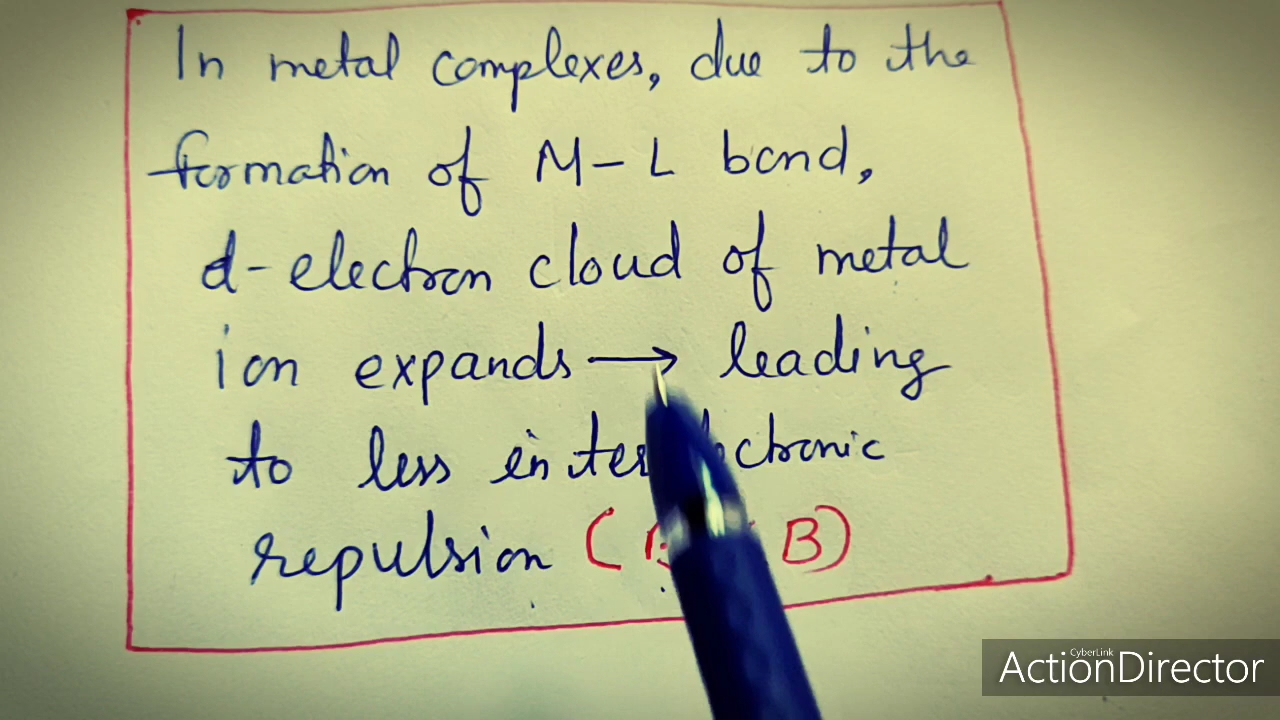 In metal complexes, due to the
formation of M-L bond,
d-electron cloud of metal
ion expands → leading
to less
repulsion ( B)
CyberLink
ActionDirector